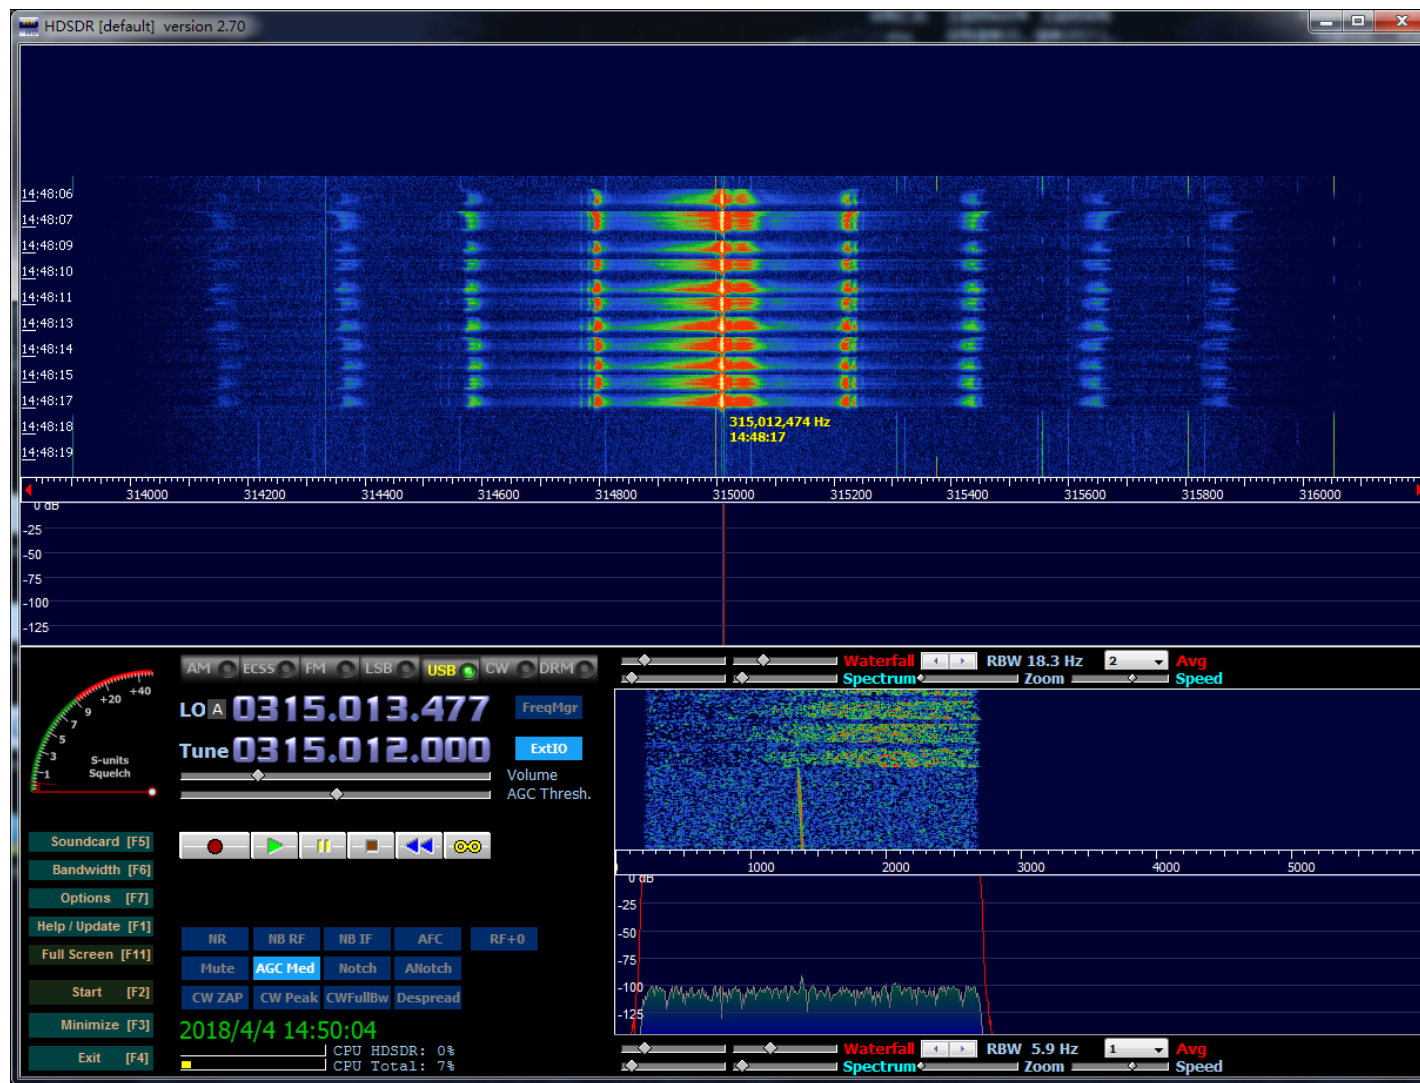 HDSDR [default] version 2.70
14:48:06
14:48:07
14:48:09
14:48:10
14:48:11
14:48:13
14:48:14
14:48:15
14:48:17
14:48:18
14:48:19
315,012,474 Hz
14:48:17
314000 314200 314400 314600 314800 315000 315200 315400 315600 315800 316000
0 dB
-25
-50
-75
-100
-125
AM ECSS FM LSB USB CW DRM
LO A 0315.013.477 FreqMgr
Tune 0315.012.000 ExtIO
Volume
AGC Thresh.
1 3 5 7 9 +20 +40
S-units
Squelch
Soundcard [F5]
Bandwidth [F6]
Options [F7]
Help / Update [F1]
Full Screen [F11]
Start [F2]
Minimize [F3]
Exit [F4]
NR NB RF NB IF AFC RF+0
Mute AGC Med Notch ANotch
CW ZAP CW Peak CWFullBw Despread
2018/4/4 14:50:04
CPU HDSDR: 0%
CPU Total: 7%
Waterfall RBW 18.3 Hz 2 Avg
Spectrum Zoom Speed
1000 2000 3000 4000 5000
0 dB
-25
-50
-75
-100
-125
Waterfall RBW 5.9 Hz 1 Avg
Spectrum Zoom Speed